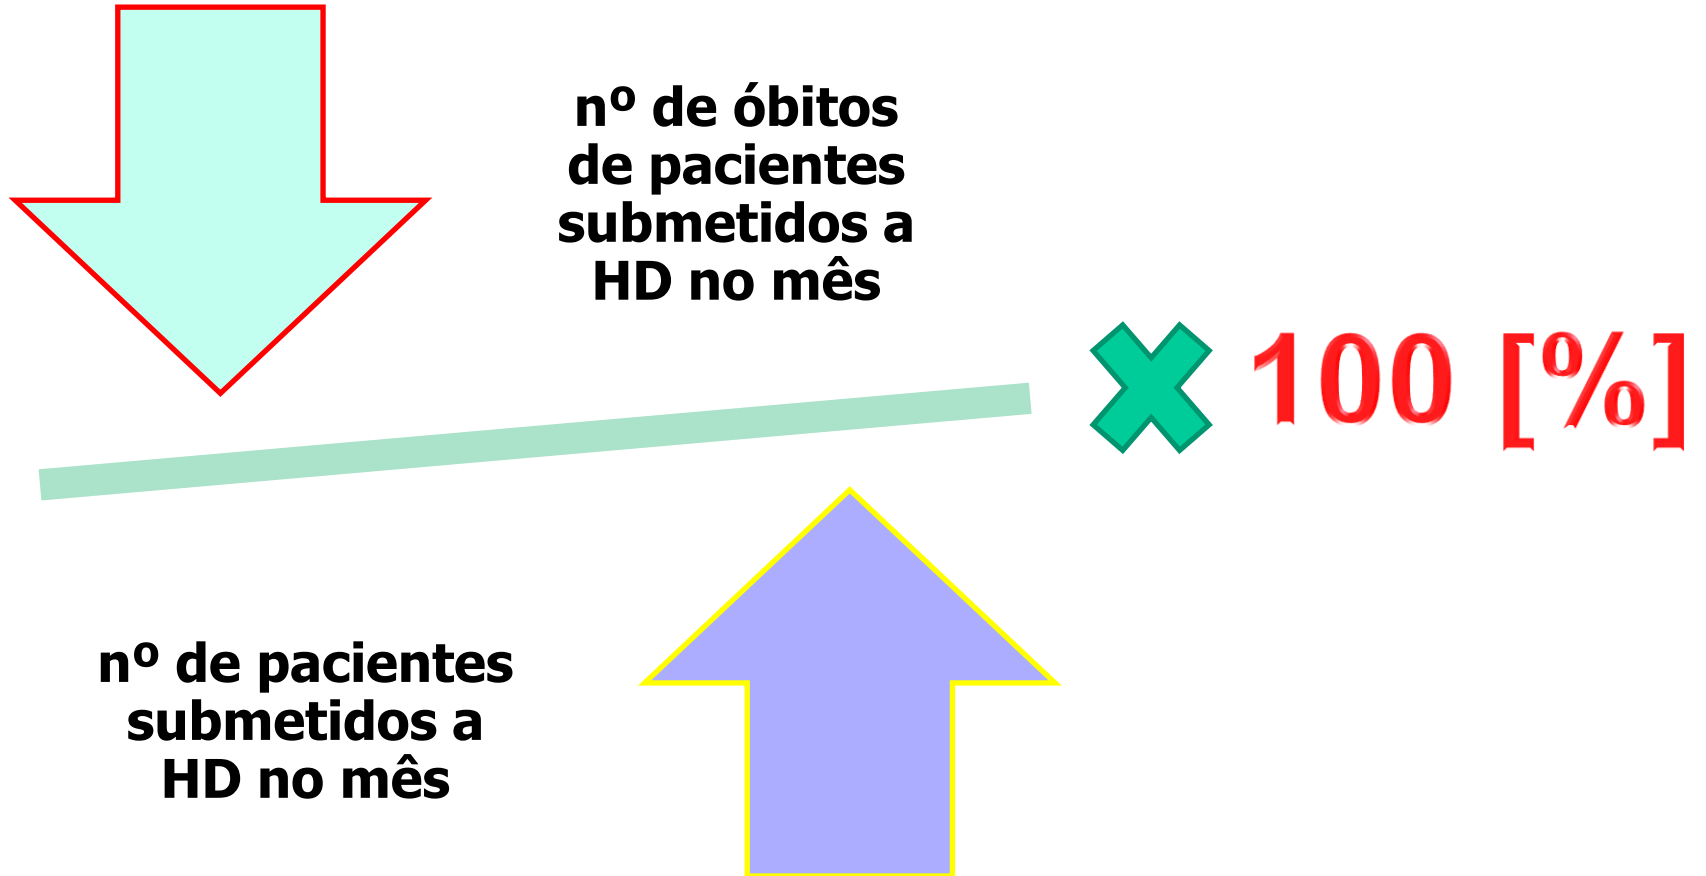 nº de óbitos
de pacientes
submetidos a
HD no mês
100 [%]
nº de pacientes
submetidos a
HD no mês